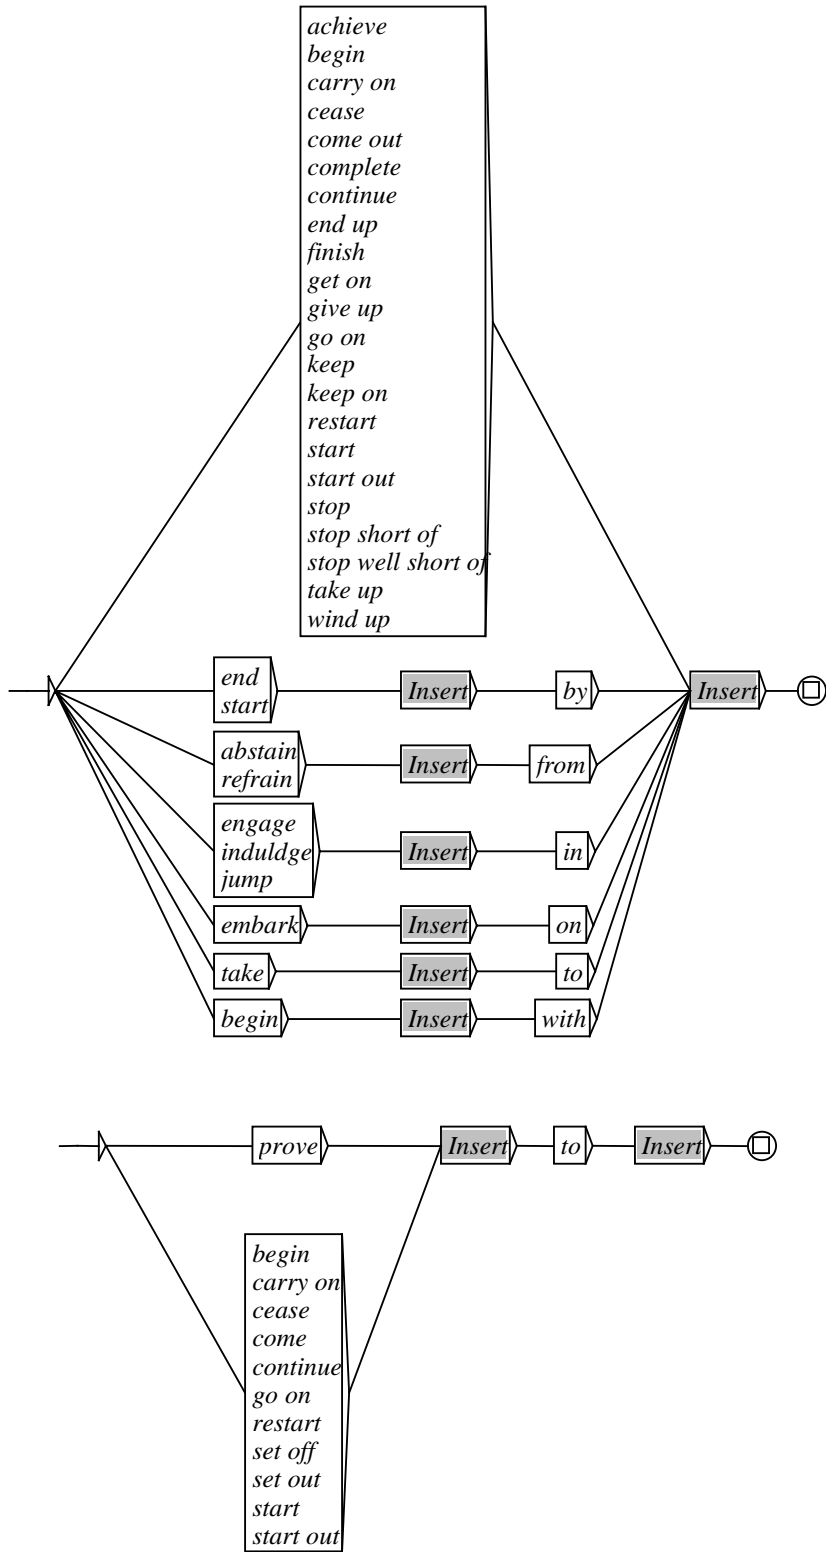 achieve
begin
carry on
cease
come out
complete
continue
end up
finish
get on
give up
go on
keep
keep on
restart
start
start out
stop
stop short of
stop well short of
take up
wind up
end
start
Insert
by
Insert
abstain
refrain
Insert
from
engage
induldge
jump
Insert
in
embark
Insert
on
take
Insert
to
begin
Insert
with
prove
Insert
to
Insert
begin
carry on
cease
come
continue
go on
restart
set off
set out
start
start out